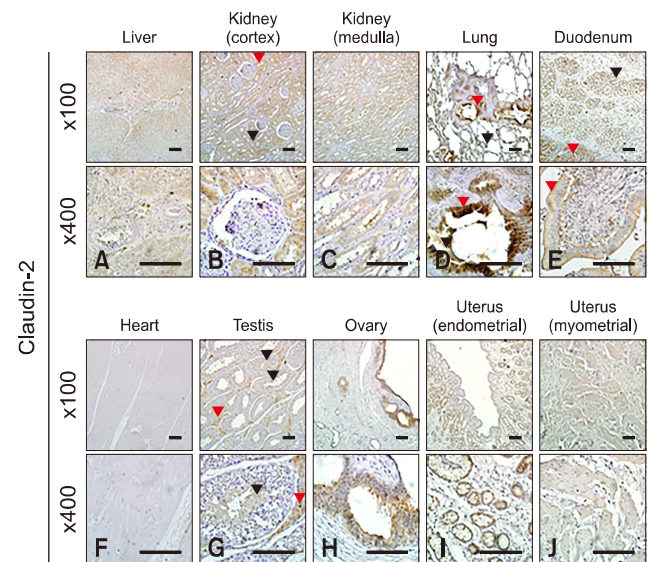 Liver
Kidney
(cortex)
Kidney
(medulla)
Lung
Duodenum
x100
x400
A
B
C
D
E
Claudin-2
Heart
Testis
Ovary
Uterus
(endometrial)
Uterus
(myometrial)
x100
x400
F
G
H
I
J